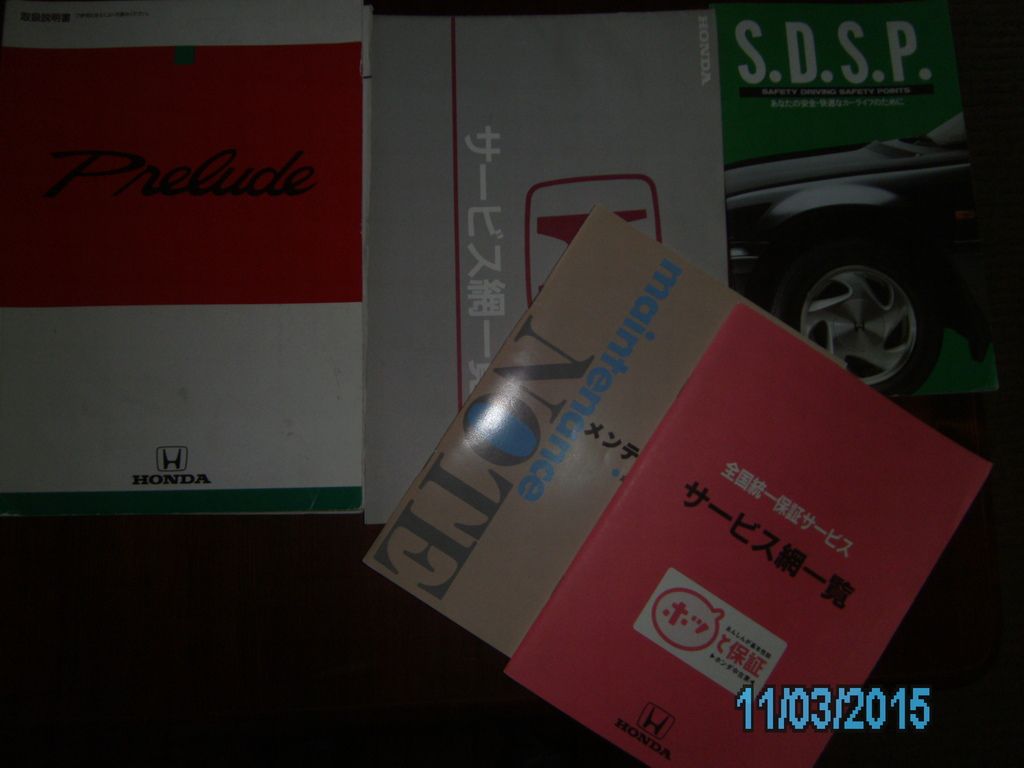 取扱説明書
Prelude
HONDA
HONDA
サービス網一覧
S.D.S.P.
SAFETY DRIVING SAFETY POINTS
あなたの安全・快適なカーライフのために
maintenance
NOTE
メンテ
全国統一保証サービス
サービス網一覧
ホッと保証
HONDA
11/03/2015